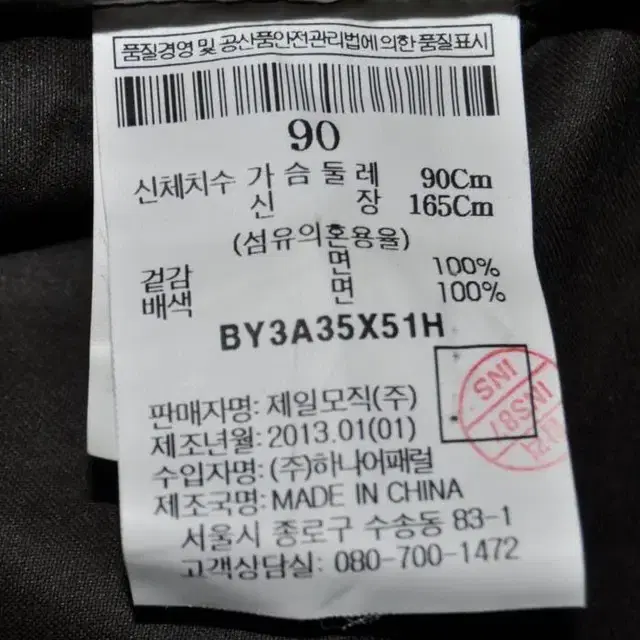 품질경영 및 공산품안전관리법에 의한 품질표시
90
신체치수 가슴둘레 90Cm
신장 165Cm
(섬유의혼용율)
겉감 면 100%
배색 면 100%
BY3A35X51H
INS
INS87
판매자명: 제일모직(주)
제조년월: 2013.01(01)
수입자명: (주)하나어패럴
제조국명: MADE IN CHINA
서울시 종로구 수송동 83-1
고객상담실: 080-700-1472